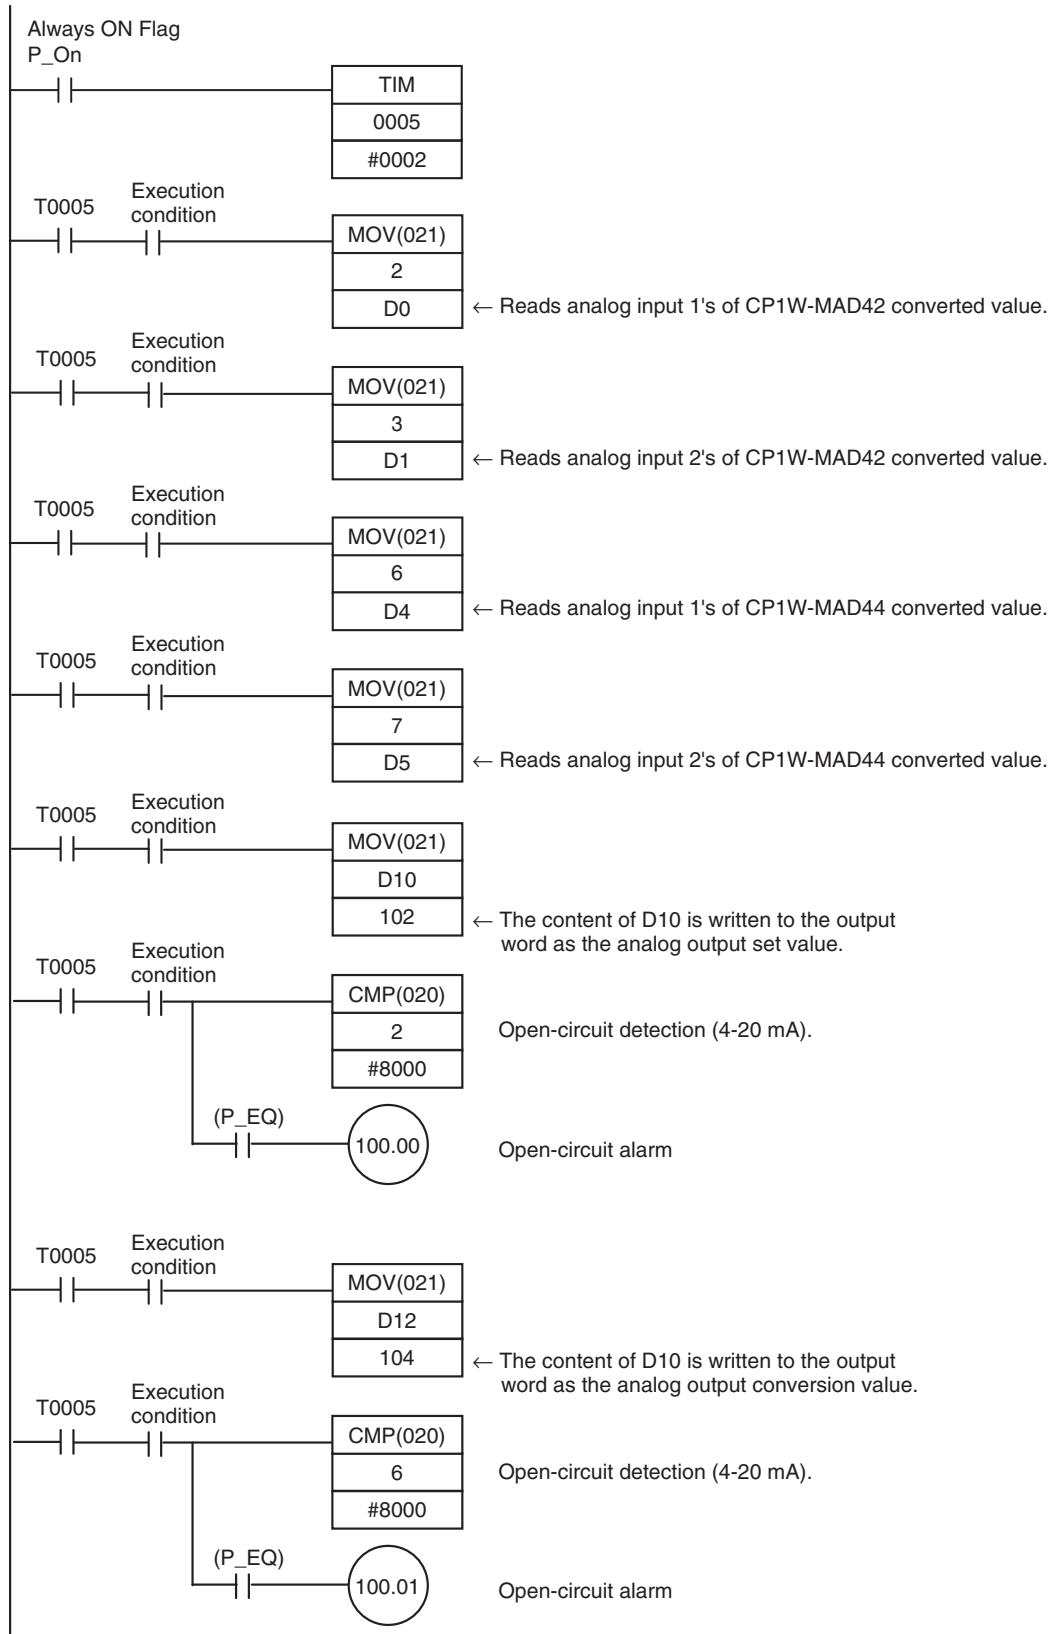 Always ON Flag
P_On
TIM
0005
#0002
T0005
Execution
condition
MOV(021)
2
D0
← Reads analog input 1's of CP1W-MAD42 converted value.
T0005
Execution
condition
MOV(021)
3
D1
← Reads analog input 2's of CP1W-MAD42 converted value.
T0005
Execution
condition
MOV(021)
6
D4
← Reads analog input 1's of CP1W-MAD44 converted value.
T0005
Execution
condition
MOV(021)
7
D5
← Reads analog input 2's of CP1W-MAD44 converted value.
T0005
Execution
condition
MOV(021)
D10
102
← The content of D10 is written to the output
word as the analog output set value.
T0005
Execution
condition
CMP(020)
2
#8000
Open-circuit detection (4-20 mA).
(P_EQ)
100.00
Open-circuit alarm
T0005
Execution
condition
MOV(021)
D12
104
← The content of D10 is written to the output
word as the analog output conversion value.
T0005
Execution
condition
CMP(020)
6
#8000
Open-circuit detection (4-20 mA).
(P_EQ)
100.01
Open-circuit alarm